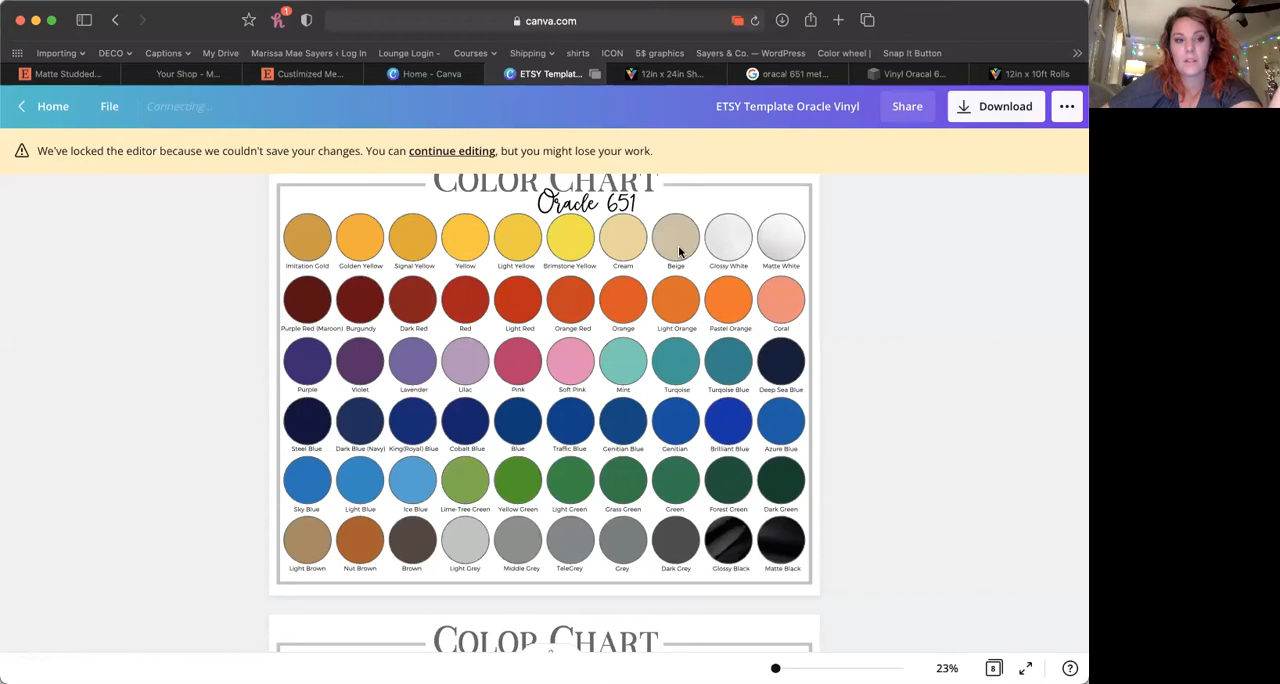 canva.com
1
Importing
DECO
Captions
My Drive
Marissa Mae Sayers
Log In
Lounge Login -
Courses
Shipping
shirts
ICON
5$ graphics
Sayers & Co. — WordPress
Color wheel |
Snap It Button
Matte Studded...
Your Shop - M...
Custimized Me...
Home - Canva
ETSY Templat...
12in x 24in Sh...
oracal 651 met...
Vinyl Oracal 6...
12in x 10ft Rolls
Home
File
Connecting...
ETSY Template Oracle Vinyl
Share
Download
We've locked the editor because we couldn't save your changes. You can continue editing, but you might lose your work.
COLOR CHART
Oracle 651
Imitation Gold Golden Yellow Signal Yellow Yellow Light Yellow Brimstone Yellow Cream Beige Glossy White Matte White
Purple Red (Maroon) Burgundy Dark Red Red Light Red Orange Red Orange Light Orange Pastel Orange Coral
Purple Violet Lavender Lilac Pink Soft Pink Mint Turqoise Turqoise Blue Deep Sea Blue
Steel Blue Dark Blue (Navy) King(Royal) Blue Cobalt Blue Blue Traffic Blue Genitian Blue Genitian Brilliant Blue Azure Blue
Sky Blue Light Blue Ice Blue Lime-Tree Green Yellow Green Light Green Grass Green Green Forest Green Dark Green
Light Brown Nut Brown Brown Light Grey Middle Grey TeleGrey Grey Dark Grey Glossy Black Matte Black
COLOR CHART
23%
8
?